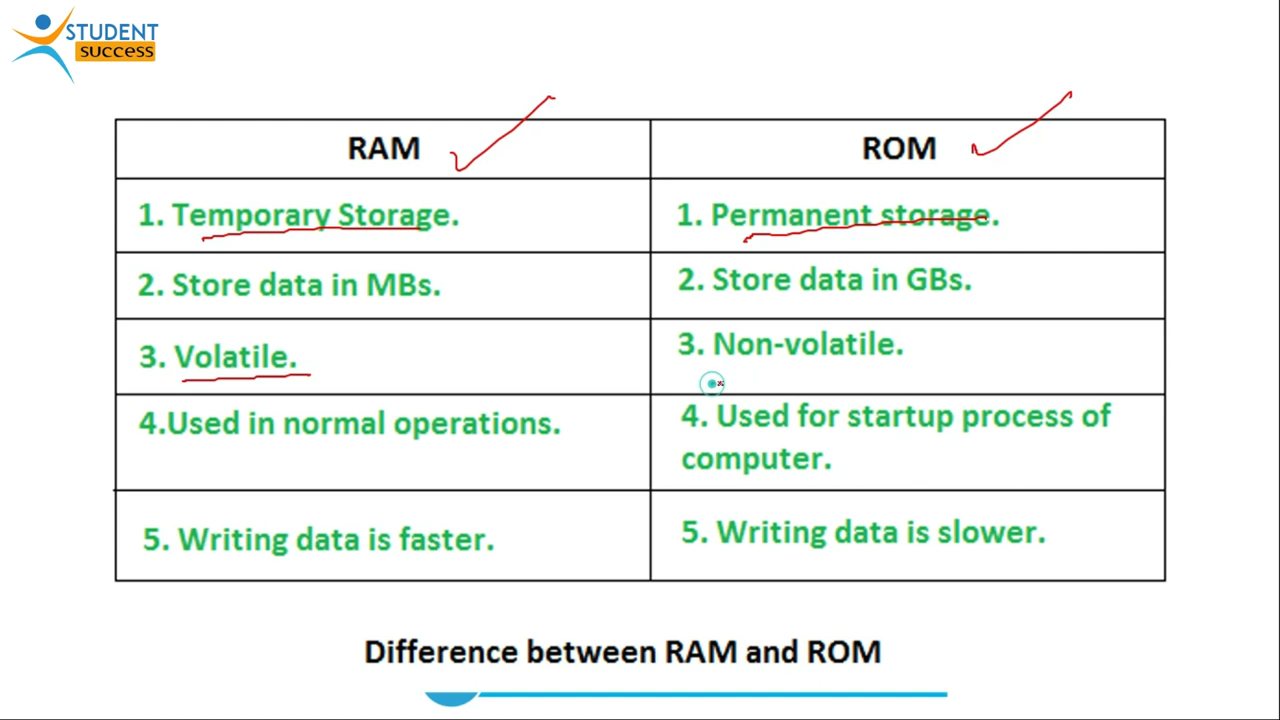 STUDENT
success
RAM
ROM
1. Temporary Storage.
1. Permanent storage.
2. Store data in MBs.
2. Store data in GBs.
3. Volatile.
3. Non-volatile.
4.Used in normal operations.
4. Used for startup process of
computer.
5. Writing data is faster.
5. Writing data is slower.
Difference between RAM and ROM